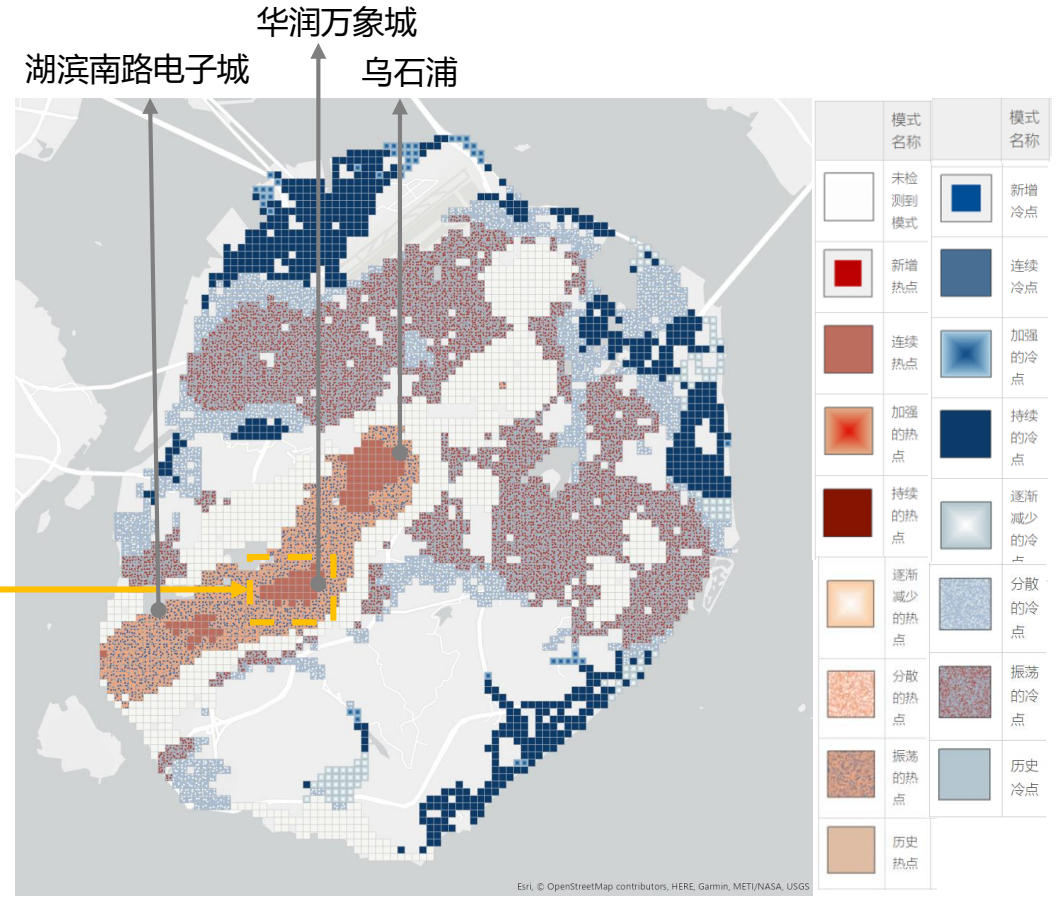 华润万象城
湖滨南路电子城
乌石浦
模式
名称
模式
名称
未检
测到
模式
新增
冷点
新增
热点
连续
冷点
连续
热点
加强
的冷
点
加强
的热
点
持续
的冷
点
持续
的热
点
逐渐
减少
的冷
点
逐渐
减少
的热
点
分散
的冷
点
分散
的热
点
振荡
的冷
点
振荡
的热
点
历史
冷点
历史
热点
Esri, © OpenStreetMap contributors, HERE, Garmin, METI/NASA, USGS